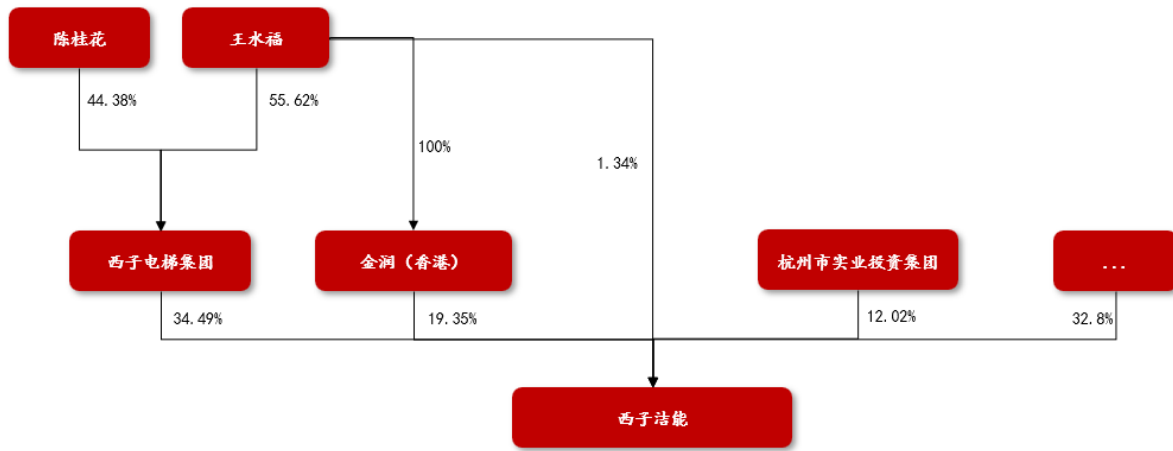 陈桂花
王水福
44.38%
55.62%
100%
1.34%
西子电梯集团
金润（香港）
杭州市实业投资集团
...
34.49%
19.35%
12.02%
32.8%
西子洁能